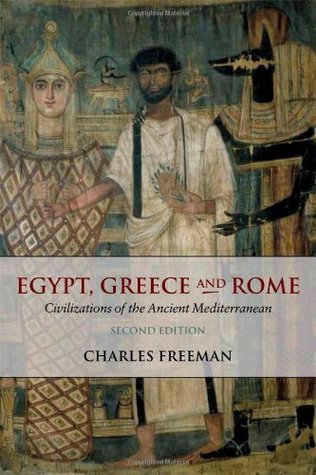 EGYPT, GREECE AND ROME
Civilizations of the Ancient Mediterranean
SECOND EDITION
CHARLES FREEMAN